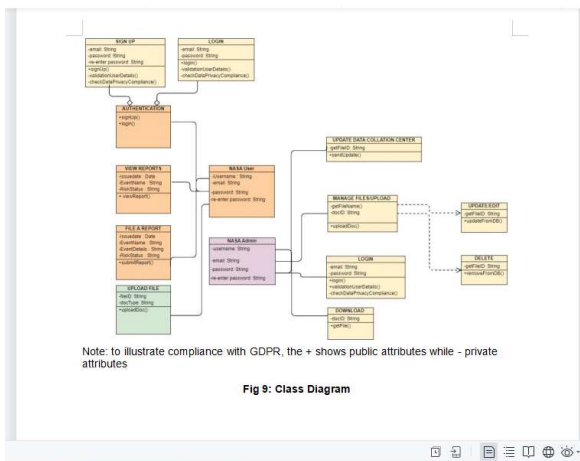 SIGN UP
-email: String
-password: String
-re-enter password: String
+signUp()
-validationUserDetails()
-checkDataPrivacyCompliance()
LOGIN
-email: String
-password: String
+login()
-validationUserDetails()
-checkDataPrivacyCompliance()
AUTHENTICATION
+signUp()
+login()
VIEW REPORTS
-issuedate : Date
-EventName : String
-RiskStatus : String
+ viewReport()
FILE A REPORT
-issuedate : Date
-EventName : String
-EventDetails : String
-RiskStatus : String
+submitReport()
UPLOAD FILE
-fileID: String
-docType: String
+uploadDoc()
NASA User
-Username : String
-email: String
-password: String
-re-enter password: String
NASA Admin
-username: String
-email: String
-password: String
-re-enter password: String
UPDATE DATA COLLATION CENTER
-getFileID: String
+sendUpdate()
MANAGE FILES/UPLOAD
-getFileName()
-docID: String
+uploadDoc()
LOGIN
-email: String
-password: String
+login()
+validationUserDetails()
-checkDataPrivacyCompliance()
DOWNLOAD
-docID: String
+getFile()
UPDATE/EDIT
-getFileID: String
+updateFromDB()
DELETE
-getFileID: String
+removeFromDB()
Note: to illustrate compliance with GDPR, the + shows public attributes while - private
attributes
Fig 9: Class Diagram